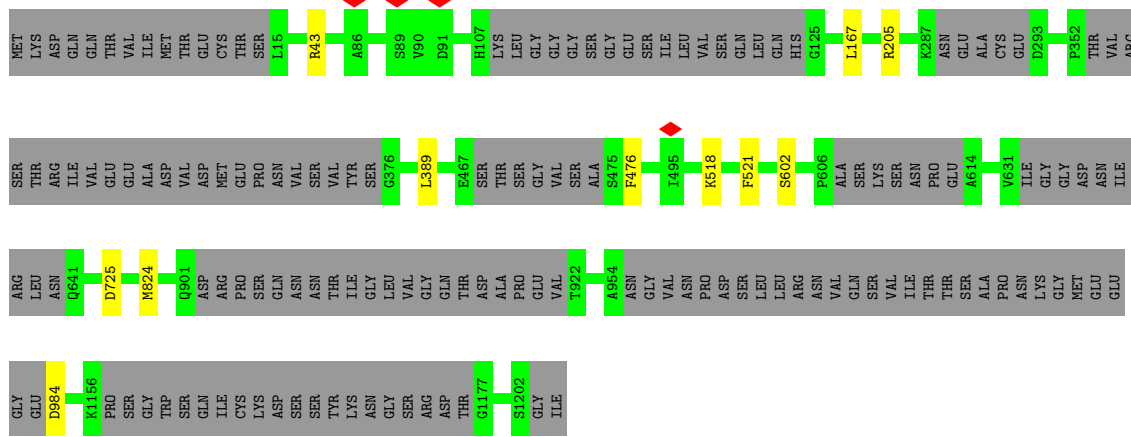 MET LYS ASP GLN GLN THR VAL ILE MET THR GLU CYS THR SER L15 R43 A86 S89 V90 D91 H107 LYS LEU GLY GLY GLY SER GLY GLU SER ILE LEU VAL SER GLN LEU GLN HIS G125 L167 R205 K287 ASN GLU ALA CYS GLU D293 P352 THR VAL ARG
SER THR ARG ILE VAL GLU GLU ALA ASP VAL ASP MET GLU PRO ASN VAL SER VAL TYR SER G376 L389 E467 SER THR SER GLY VAL SER ALA S475 F476 I495 K518 F521 S602 P606 ALA SER LYS SER ASN PRO GLU A614 V631 ILE GLY GLY ASP ASN ILE
ARG LEU ASN Q641 D725 M824 Q901 ASP ARG PRO SER GLN ASN ASN THR ILE GLY LEU VAL GLY GLN THR ASP ALA PRO GLU VAL T922 A954 ASN GLY VAL ASN PRO ASP SER LEU LEU ARG ASN VAL GLN SER VAL ILE THR THR SER ALA PRO ASN LYS GLY MET GLU GLU
GLY GLU D984 K1156 PRO SER GLY TRP SER GLN ILE CYS LYS ASP SER SER TYR LYS ASN GLY SER ARG ASP THR G1177 S1202 GLY ILE